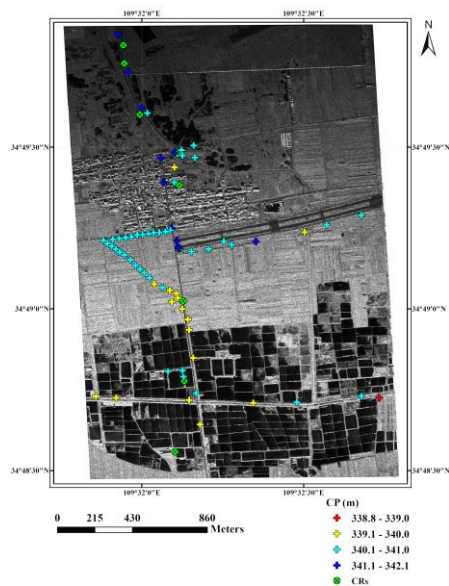 109°32'0"E 109°32'30"E
N
34°49'30"N 34°49'30"N
34°49'0"N 34°49'0"N
34°48'30"N 34°48'30"N
109°32'0"E 109°32'30"E
CP (m)
338.8 - 339.0
339.1 - 340.0
340.1 - 341.0
341.1 - 342.1
CRs
0 215 430 860
Meters